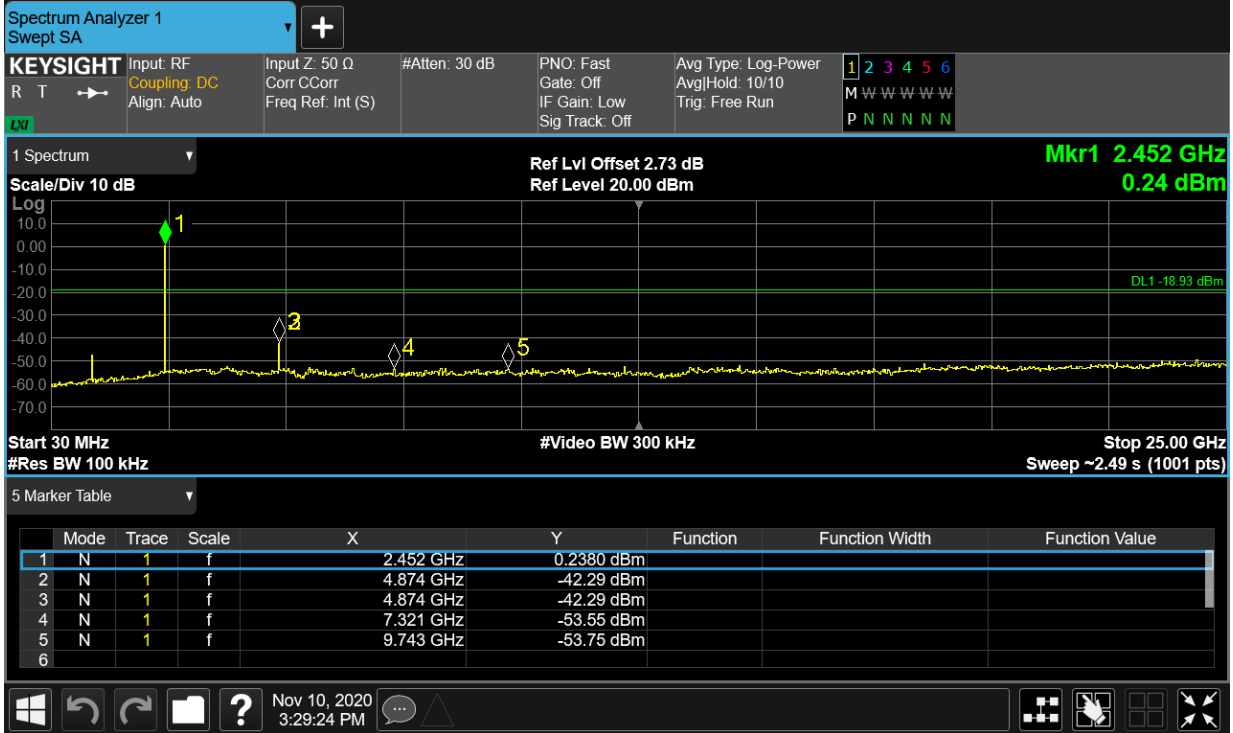 Spectrum Analyzer 1
Swept SA
KEYSIGHT
R T
LXI
Input: RF
Coupling: DC
Align: Auto
Input Z: 50 Ω
Corr CCorr
Freq Ref: Int (S)
#Atten: 30 dB
PNO: Fast
Gate: Off
IF Gain: Low
Sig Track: Off
Avg Type: Log-Power
Avg|Hold: 10/10
Trig: Free Run
1 2 3 4 5 6
M W W W W W
P N N N N N
1 Spectrum
Scale/Div 10 dB
Ref Lvl Offset 2.73 dB
Ref Level 20.00 dBm
Mkr1 2.452 GHz
0.24 dBm
Log
10.0
0.00
-10.0
-20.0
-30.0
-40.0
-50.0
-60.0
-70.0
1
3
4
5
DL1 -18.93 dBm
Start 30 MHz
#Video BW 300 kHz
Stop 25.00 GHz
#Res BW 100 kHz
Sweep ~2.49 s (1001 pts)
5 Marker Table
Mode Trace Scale X Y Function Function Width Function Value
1 N 1 f 2.452 GHz 0.2380 dBm
2 N 1 f 4.874 GHz -42.29 dBm
3 N 1 f 4.874 GHz -42.29 dBm
4 N 1 f 7.321 GHz -53.55 dBm
5 N 1 f 9.743 GHz -53.75 dBm
6
?
Nov 10, 2020
3:29:24 PM